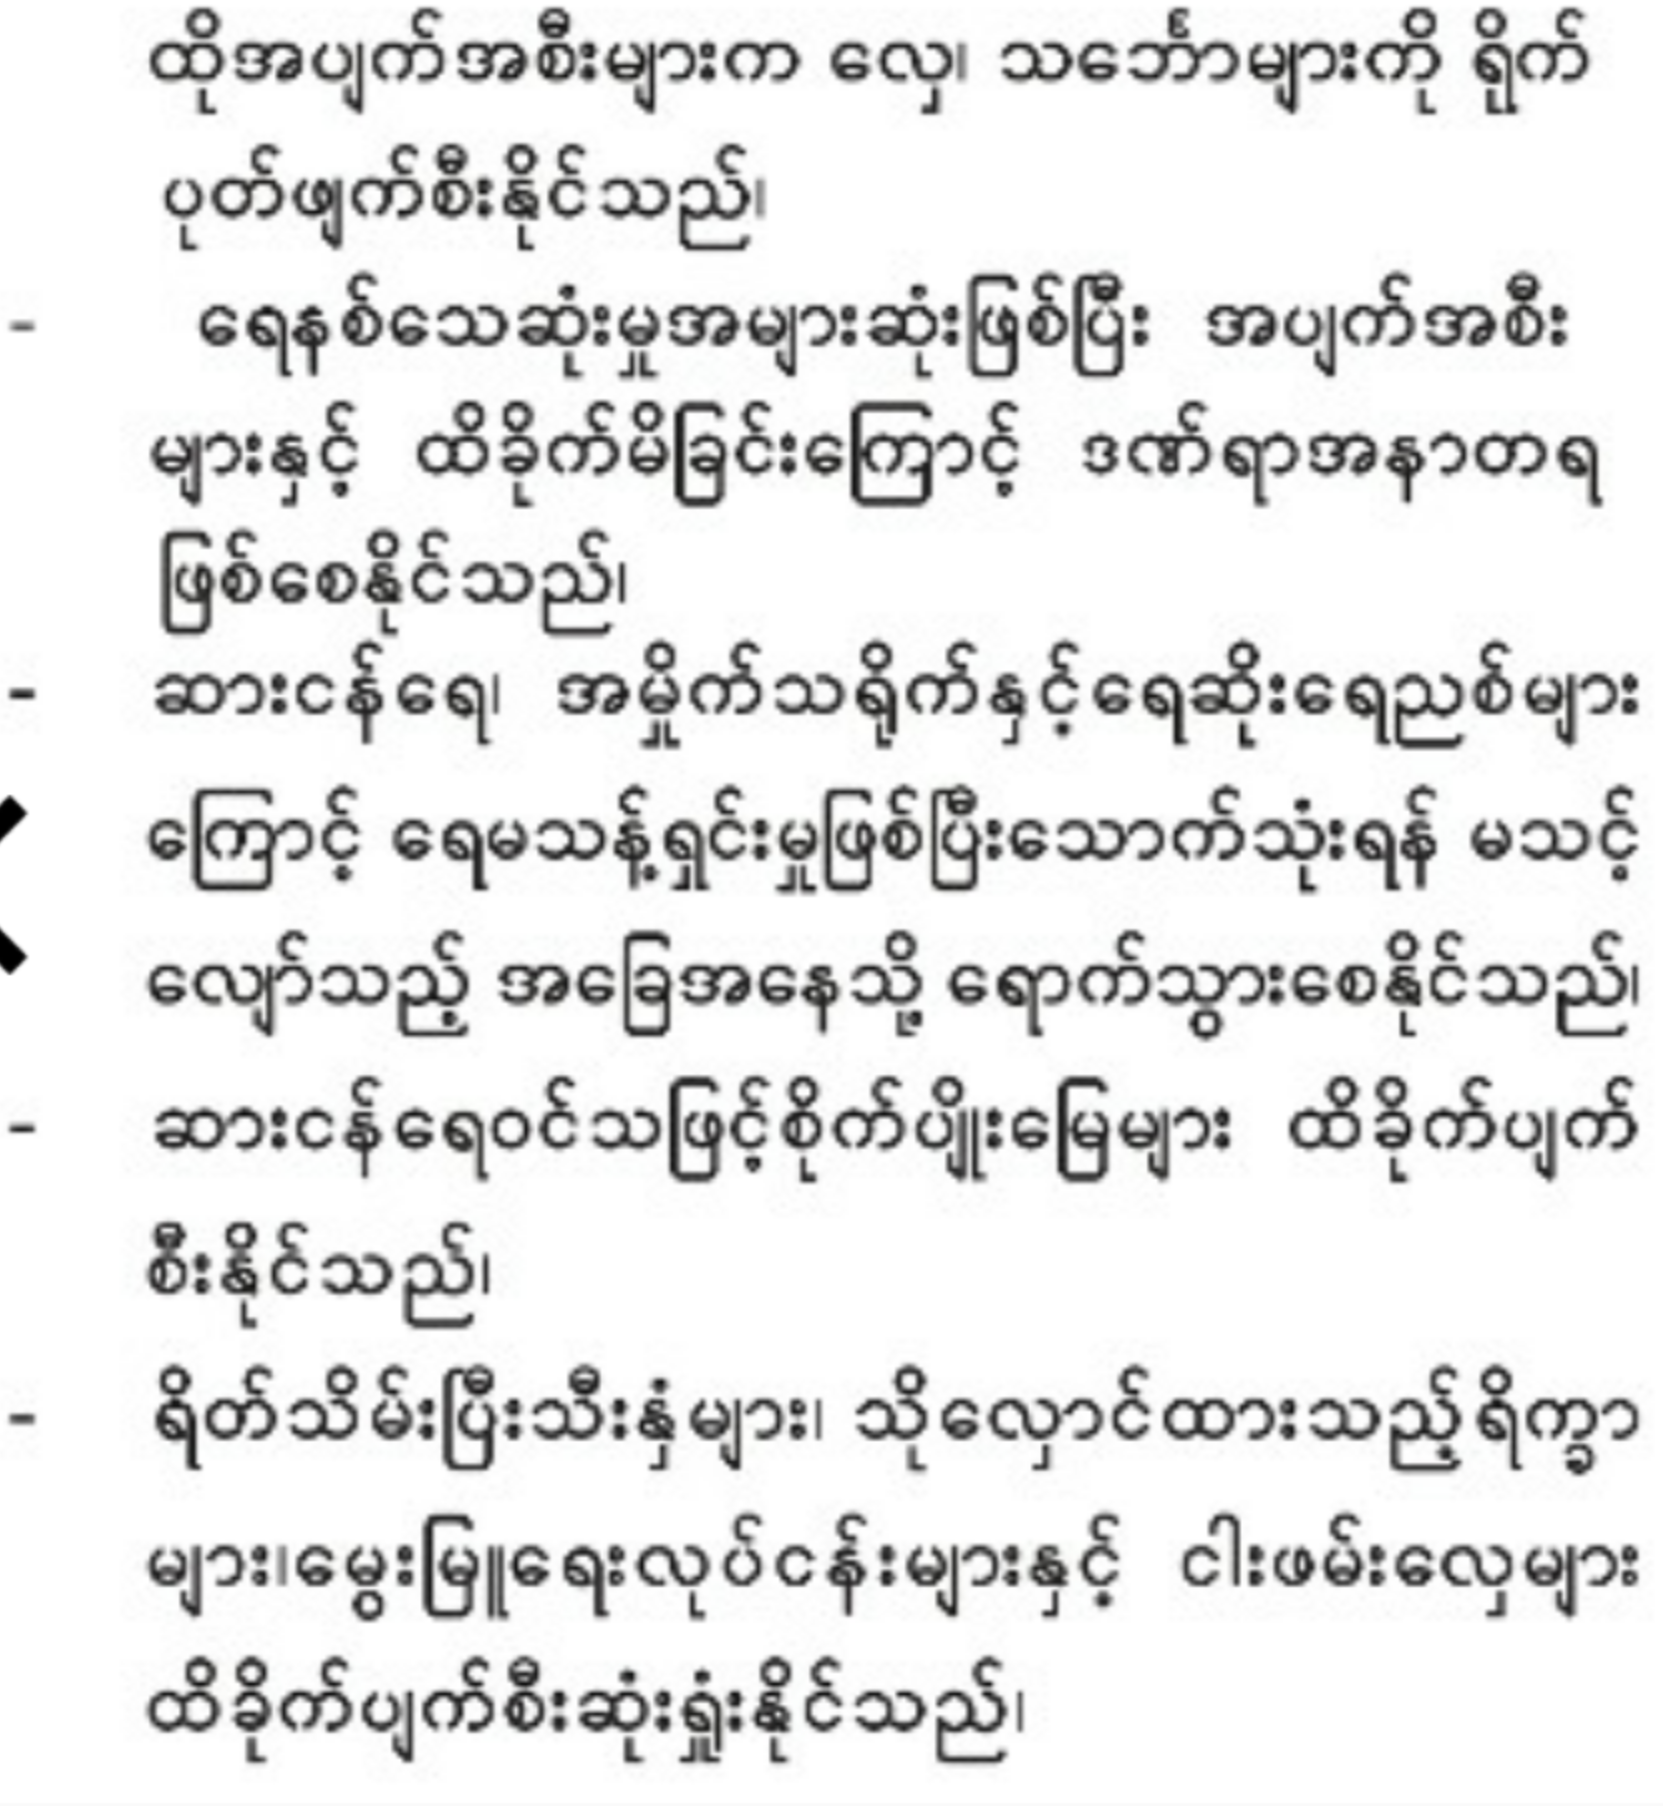 ထိုအပျက်အစီးများက လှေ၊ သင်္ဘောများကို ရိုက်
ပုတ်ဖျက်စီးနိုင်သည်၊
- ရေနစ်သေဆုံးမှုအများဆုံးဖြစ်ပြီး အပျက်အစီး
များနှင့် ထိခိုက်မိခြင်းကြောင့် ဒဏ်ရာအနာတရ
ဖြစ်စေနိုင်သည်၊
- ဆားငန်ရေ၊ အမှိုက်သရိုက်နှင့်ရေဆိုးရေညစ်များ
ကြောင့် ရေမသန့်ရှင်းမှုဖြစ်ပြီးသောက်သုံးရန် မသင့်
လျော်သည့် အခြေအနေသို့ ရောက်သွားစေနိုင်သည်၊
- ဆားငန်ရေဝင်သဖြင့်စိုက်ပျိုးမြေများ ထိခိုက်ပျက်
စီးနိုင်သည်၊
- ရိတ်သိမ်းပြီးသီးနှံများ၊ သိုလှောင်ထားသည့်ရိက္ခာ
များ၊မွေးမြူရေးလုပ်ငန်းများနှင့် ငါးဖမ်းလှေများ
ထိခိုက်ပျက်စီးဆုံးရှုံးနိုင်သည်၊